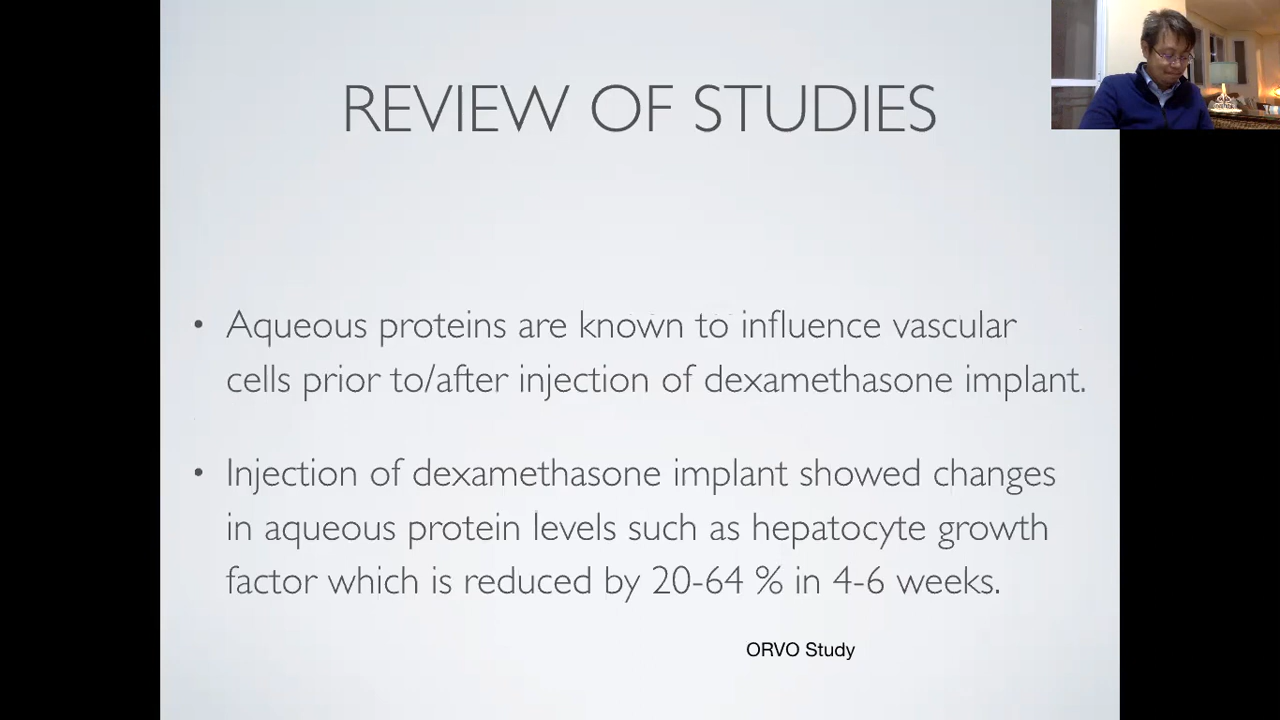 REVIEW OF STUDIES
• Aqueous proteins are known to influence vascular
cells prior to/after injection of dexamethasone implant.
• Injection of dexamethasone implant showed changes
in aqueous protein levels such as hepatocyte growth
factor which is reduced by 20-64 % in 4-6 weeks.
ORVO Study